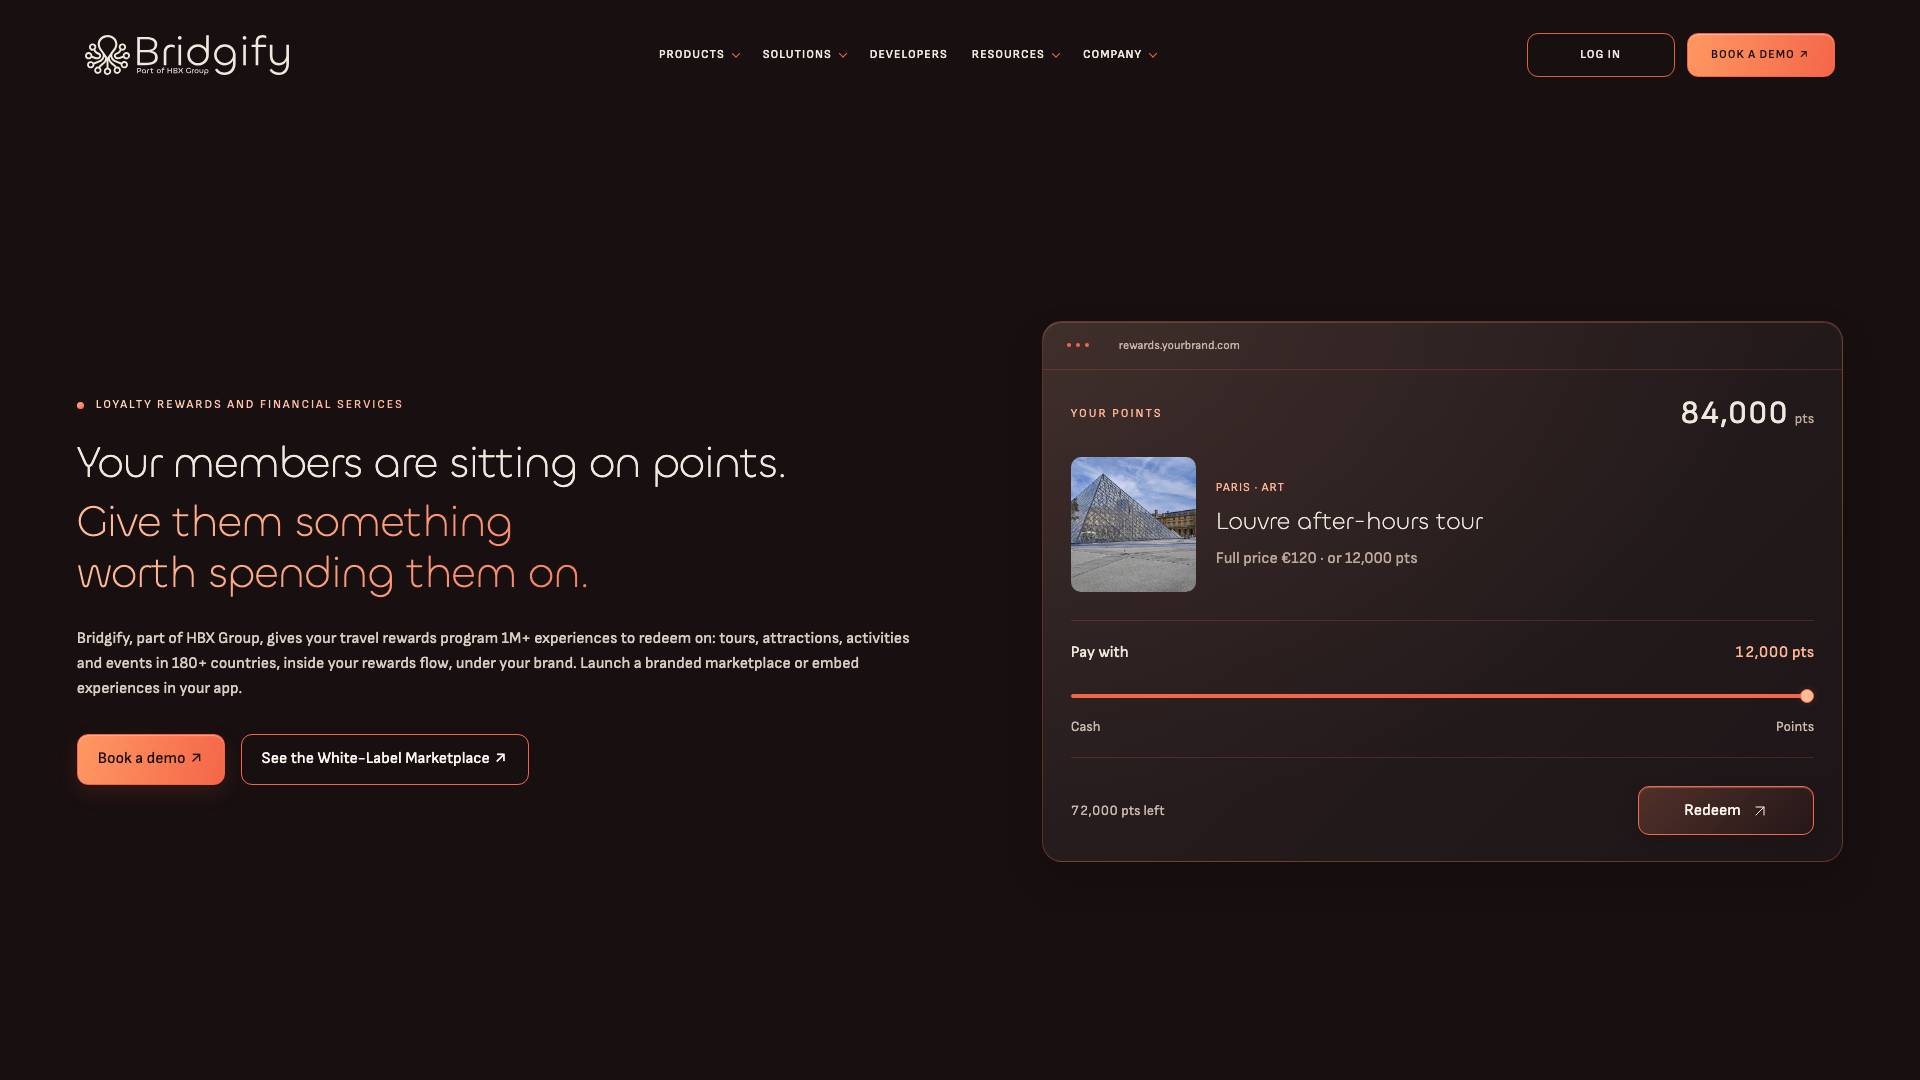 Bridgify
Part of HBX Group
PRODUCTS
SOLUTIONS
DEVELOPERS
RESOURCES
COMPANY
LOG IN
BOOK A DEMO
LOYALTY REWARDS AND FINANCIAL SERVICES
Your members are sitting on points.
Give them something
worth spending them on.
Bridgify, part of HBX Group, gives your travel rewards program 1M+ experiences to redeem on: tours, attractions, activities
and events in 180+ countries, inside your rewards flow, under your brand. Launch a branded marketplace or embed
experiences in your app.
Book a demo
See the White-Label Marketplace
rewards.yourbrand.com
YOUR POINTS
84,000 pts
PARIS · ART
Louvre after-hours tour
Full price €120 · or 12,000 pts
Pay with
12,000 pts
Cash
Points
72,000 pts left
Redeem